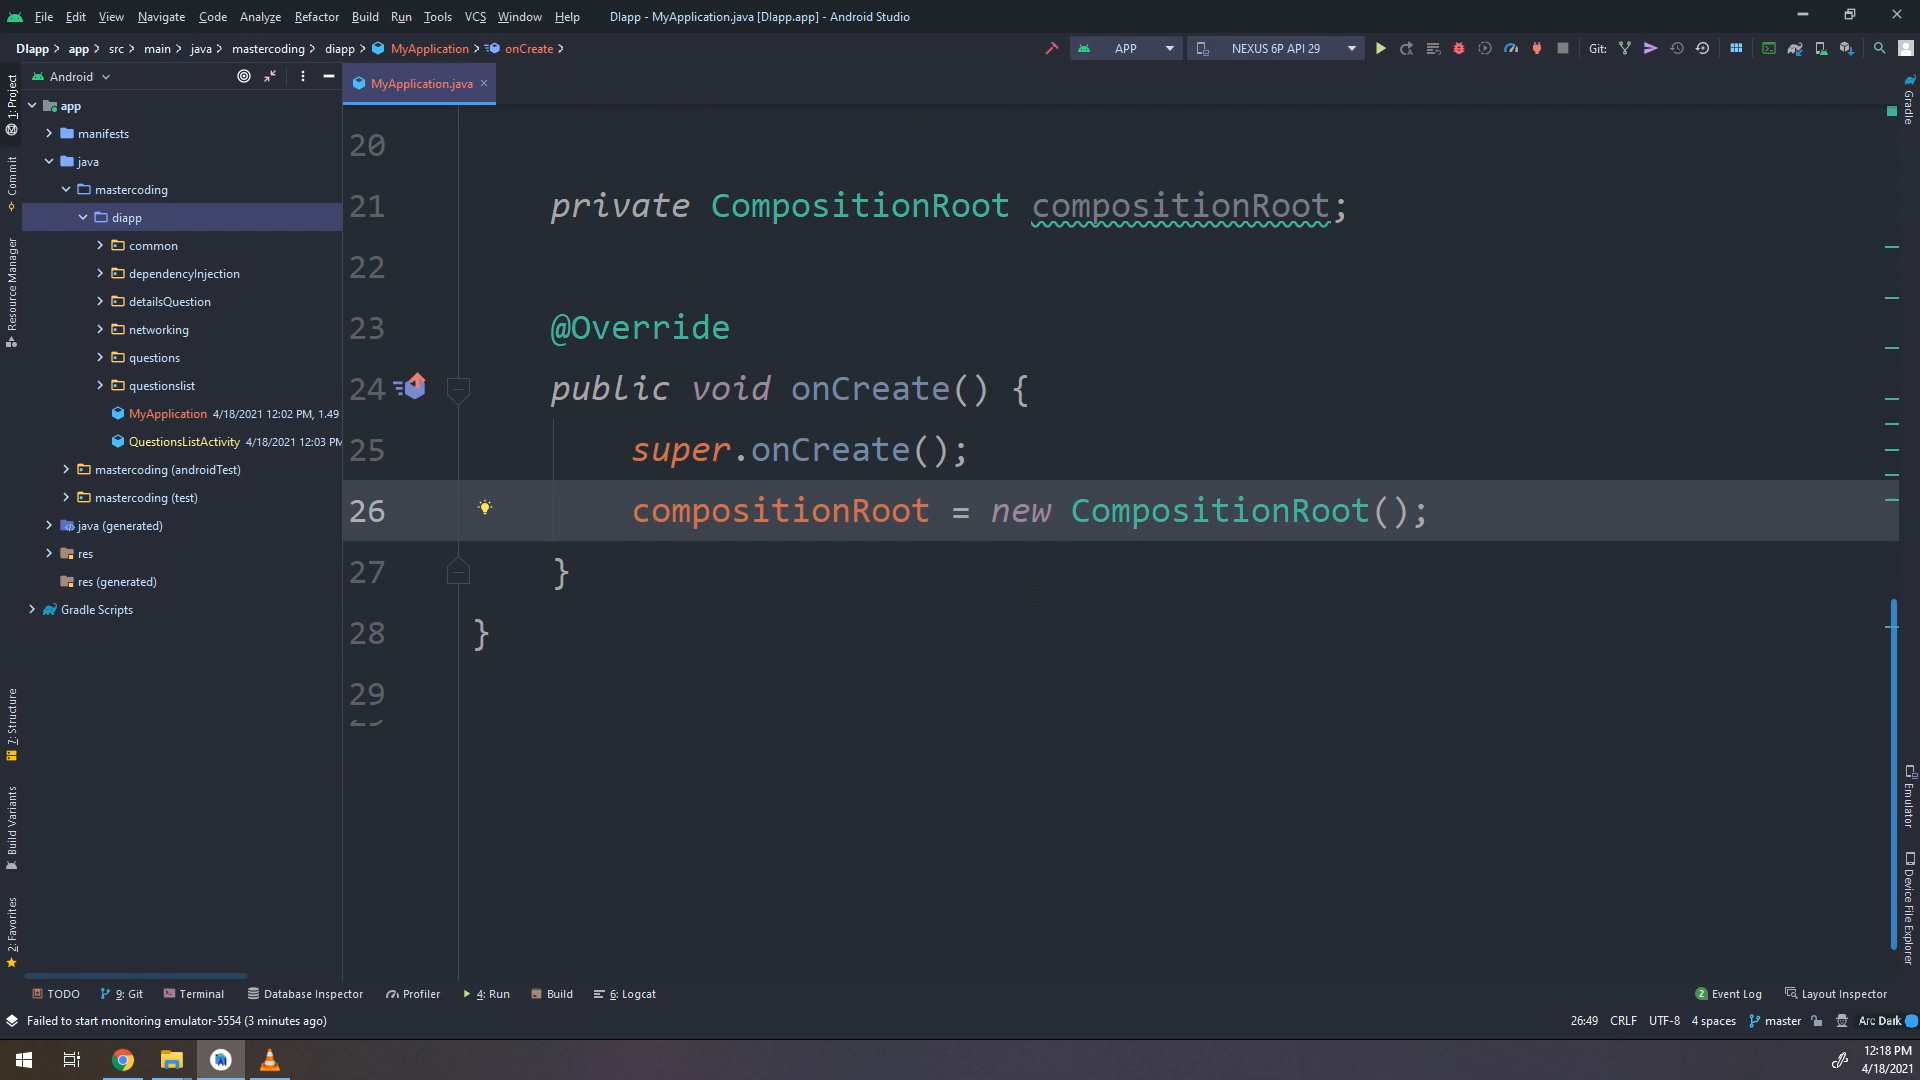 File Edit View Navigate Code Analyze Refactor Build Run Tools VCS Window Help DIapp - MyApplication.java [DIapp.app] - Android Studio
DIapp app src main java mastercoding diapp MyApplication onCreate APP NEXUS 6P API 29 Git:
Android
MyApplication.java
app
manifests
java
mastercoding
diapp
common
dependencyInjection
detailsQuestion
networking
questions
questionslist
MyApplication 4/18/2021 12:02 PM, 1.49
QuestionsListActivity 4/18/2021 12:03 PM
mastercoding (androidTest)
mastercoding (test)
java (generated)
res
res (generated)
Gradle Scripts
1: Project
Commit
Resource Manager
7: Structure
Build Variants
2: Favorites
20
21 private CompositionRoot compositionRoot;
22
23 @Override
24 public void onCreate() {
25 super.onCreate();
26 compositionRoot = new CompositionRoot();
27 }
28 }
29
Gradle
Emulator
Device File Explorer
TODO 9: Git Terminal Database Inspector Profiler 4: Run Build 6: Logcat 2 Event Log Layout Inspector
Failed to start monitoring emulator-5554 (3 minutes ago) 26:49 CRLF UTF-8 4 spaces master Arc Dark
12:18 PM
4/18/2021